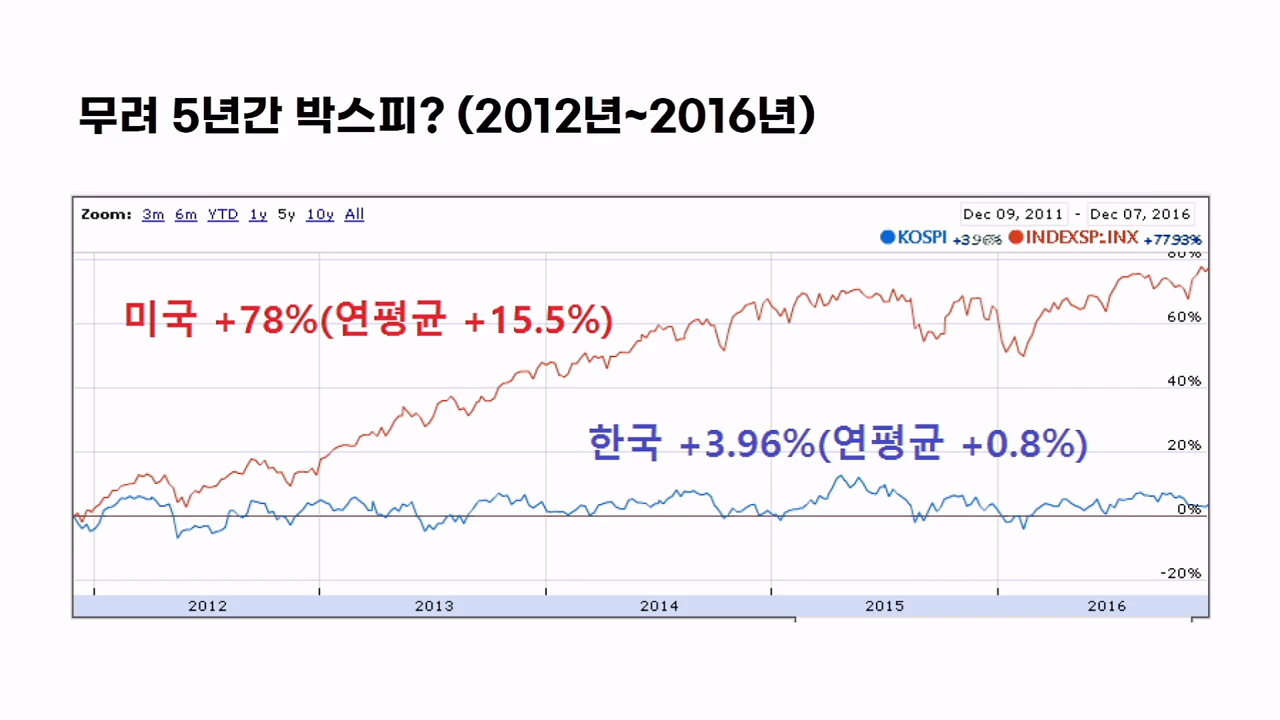 무려 5년간 박스피? (2012년~2016년)
Zoom: 3m 6m YTD 1y 5y 10y All
Dec 09, 2011 - Dec 07, 2016
KOSPI +3.96% INDEXSP:.INX +77.93%
80%
미국 +78%(연평균 +15.5%)
60%
40%
한국 +3.96%(연평균 +0.8%)
20%
0%
-20%
2012 2013 2014 2015 2016